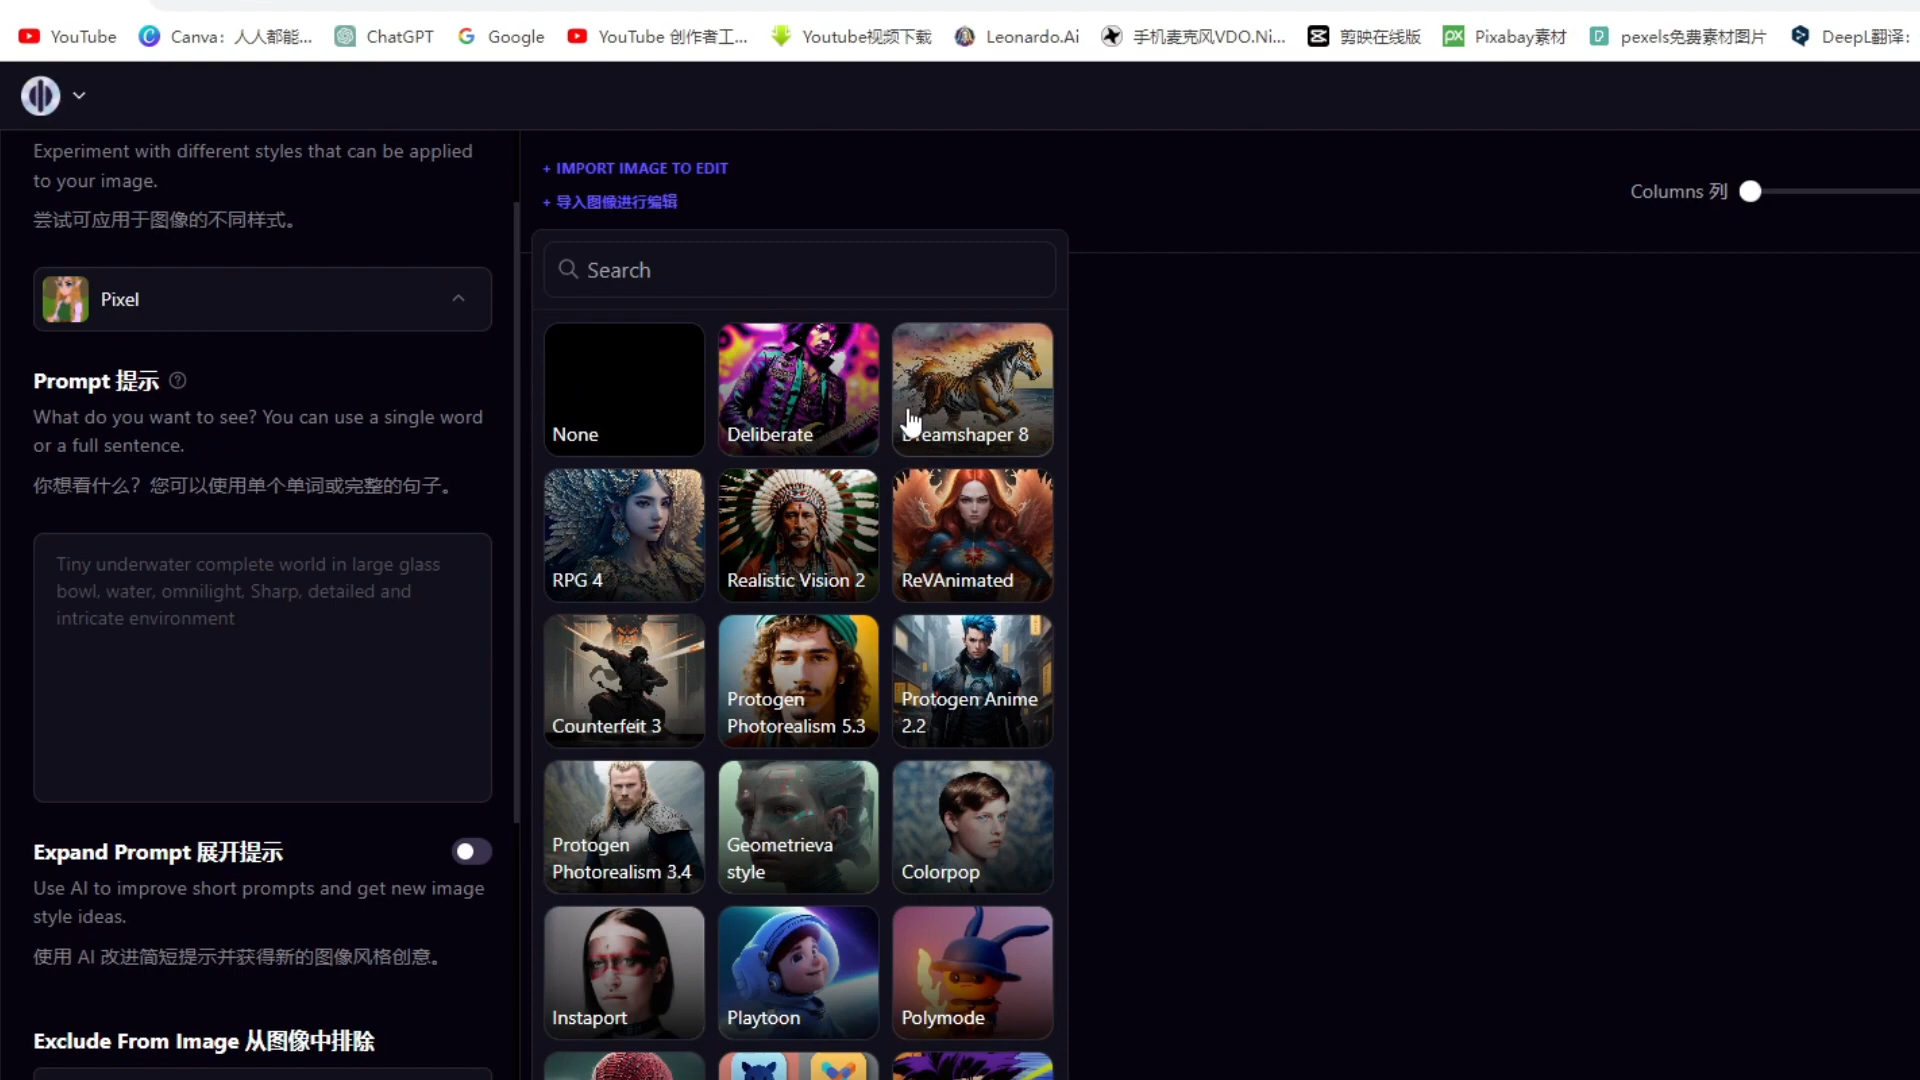 YouTube
Canva：人人都能...
ChatGPT
Google
YouTube 创作者工...
Youtube视频下载
Leonardo.Ai
手机麦克风VDO.Ni...
剪映在线版
Pixabay素材
pexels免费素材图片
DeepL翻译：
Experiment with different styles that can be applied
to your image.
尝试可应用于图像的不同样式。
Pixel
Prompt 提示
What do you want to see? You can use a single word
or a full sentence.
你想看什么？您可以使用单个单词或完整的句子。
Tiny underwater complete world in large glass
bowl, water, omnilight, Sharp, detailed and
intricate environment
Expand Prompt 展开提示
Use AI to improve short prompts and get new image
style ideas.
使用 AI 改进简短提示并获得新的图像风格创意。
Exclude From Image 从图像中排除
+ IMPORT IMAGE TO EDIT
+ 导入图像进行编辑
Columns 列
Search
None
Deliberate
Dreamshaper 8
RPG 4
Realistic Vision 2
ReVAnimated
Counterfeit 3
Protogen
Photorealism 5.3
Protogen Anime
2.2
Protogen
Photorealism 3.4
Geometrieva
style
Colorpop
Instaport
Playtoon
Polymode